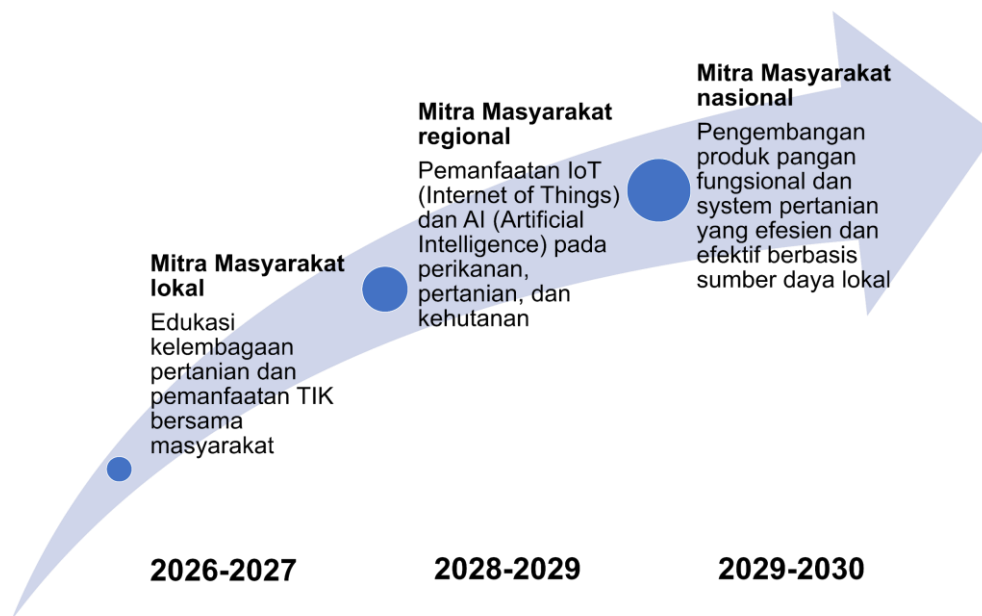 Mitra Masyarakat
lokal
Edukasi
kelembagaan
pertanian dan
pemanfaatan TIK
bersama
masyarakat
Mitra Masyarakat
regional
Pemanfaatan IoT
(Internet of Things)
dan AI (Artificial
Intelligence) pada
perikanan,
pertanian, dan
kehutanan
Mitra Masyarakat
nasional
Pengembangan
produk pangan
fungsional dan
system pertanian
yang efesien dan
efektif berbasis
sumber daya lokal
2026-2027
2028-2029
2029-2030